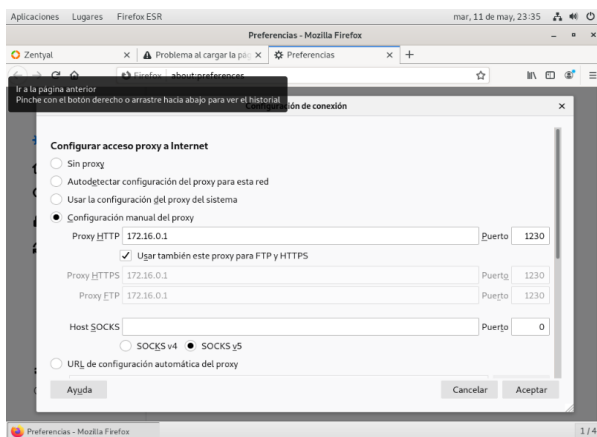 Aplicaciones Lugares Firefox ESR mar, 11 de may, 23:35
Preferencias - Mozilla Firefox
Zentyal Problema al cargar la pág Preferencias
Firefox about:preferences
Ir a la página anterior
Pinche con el botón derecho o arrastre hacia abajo para ver el historial
Configuración de conexión
Configurar acceso proxy a Internet
Sin proxy
Autodetectar configuración del proxy para esta red
Usar la configuración del proxy del sistema
Configuración manual del proxy
Proxy HTTP 172.16.0.1 Puerto 1230
Usar también este proxy para FTP y HTTPS
Proxy HTTPS 172.16.0.1 Puerto 1230
Proxy FTP 172.16.0.1 Puerto 1230
Host SOCKS Puerto 0
SOCKS v4 SOCKS v5
URL de configuración automática del proxy
Ayuda Cancelar Aceptar
Preferencias - Mozilla Firefox 1 / 4